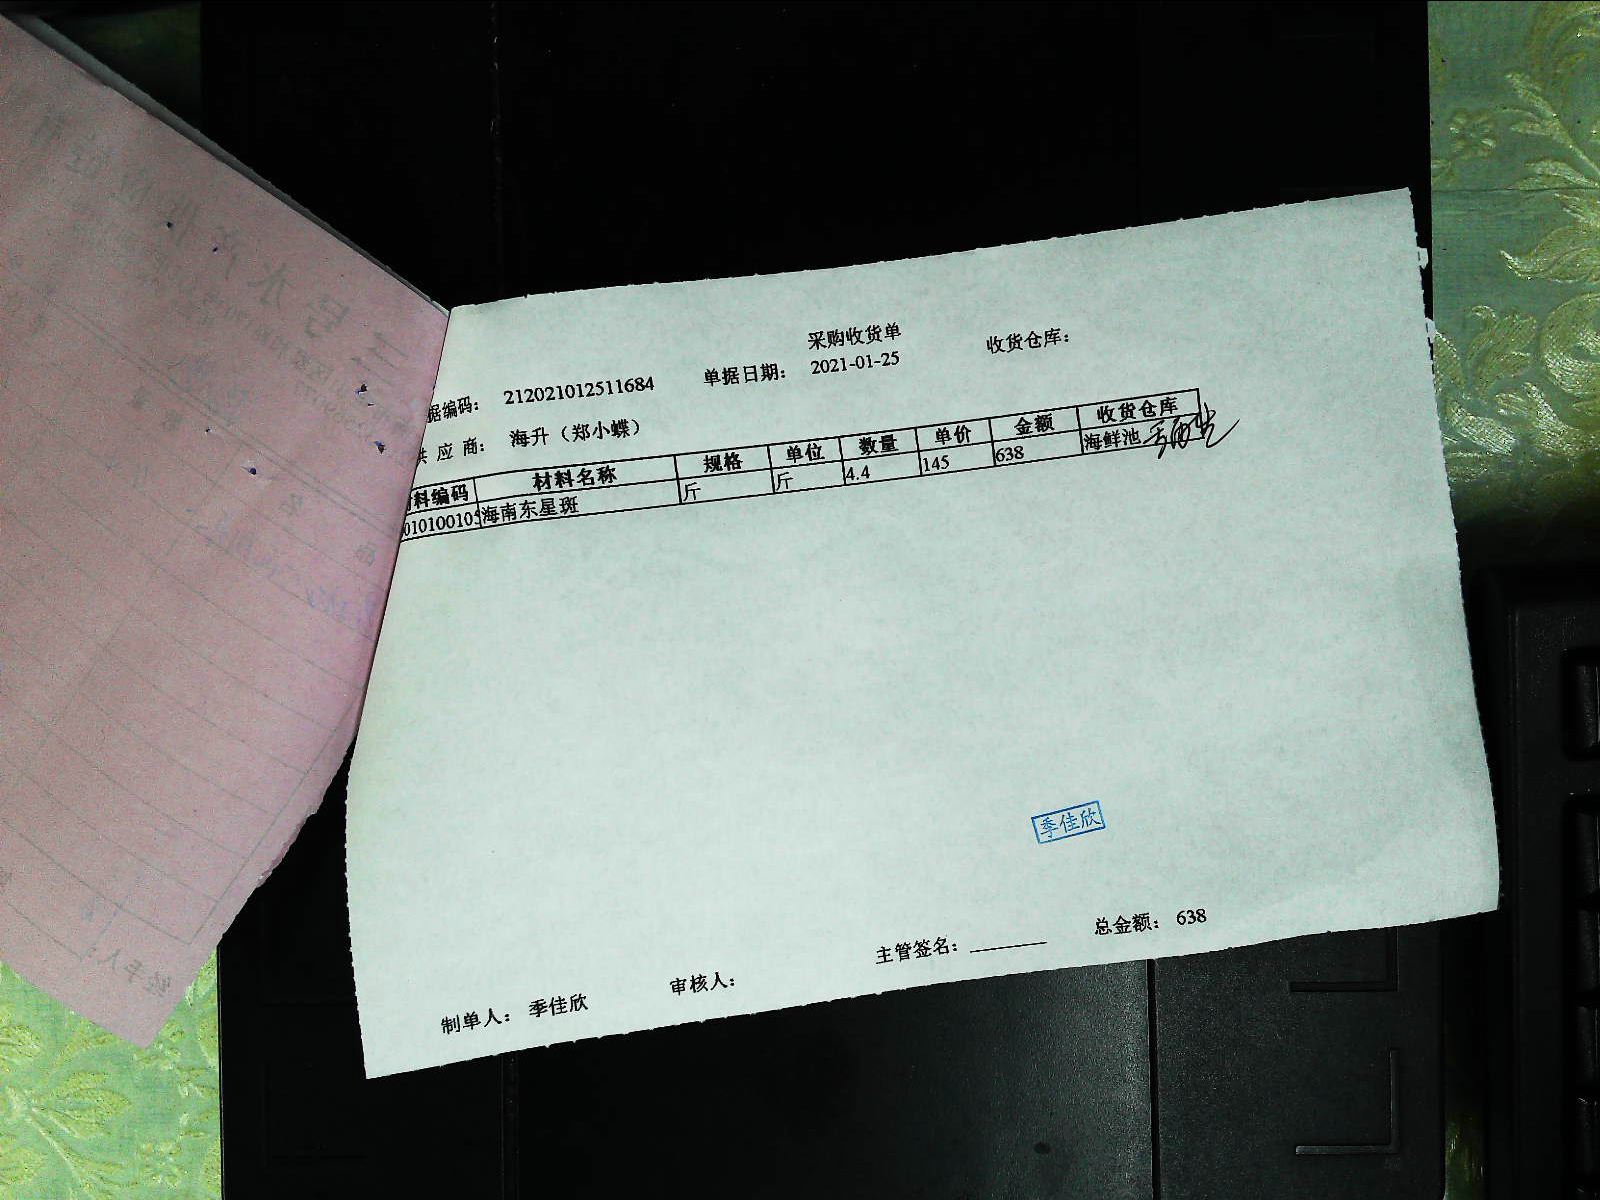 采购收货单
据编码： 212021012511684 单据日期： 2021-01-25 收货仓库：
供 应 商： 海升（郑小蝶）
材料编码 材料名称 规格 单位 数量 单价 金额 收货仓库
010100105 海南东星斑 斤 斤 4.4 145 638 海鲜池
季佳欣
制单人： 季佳欣 审核人： 主管签名： 总金额： 638